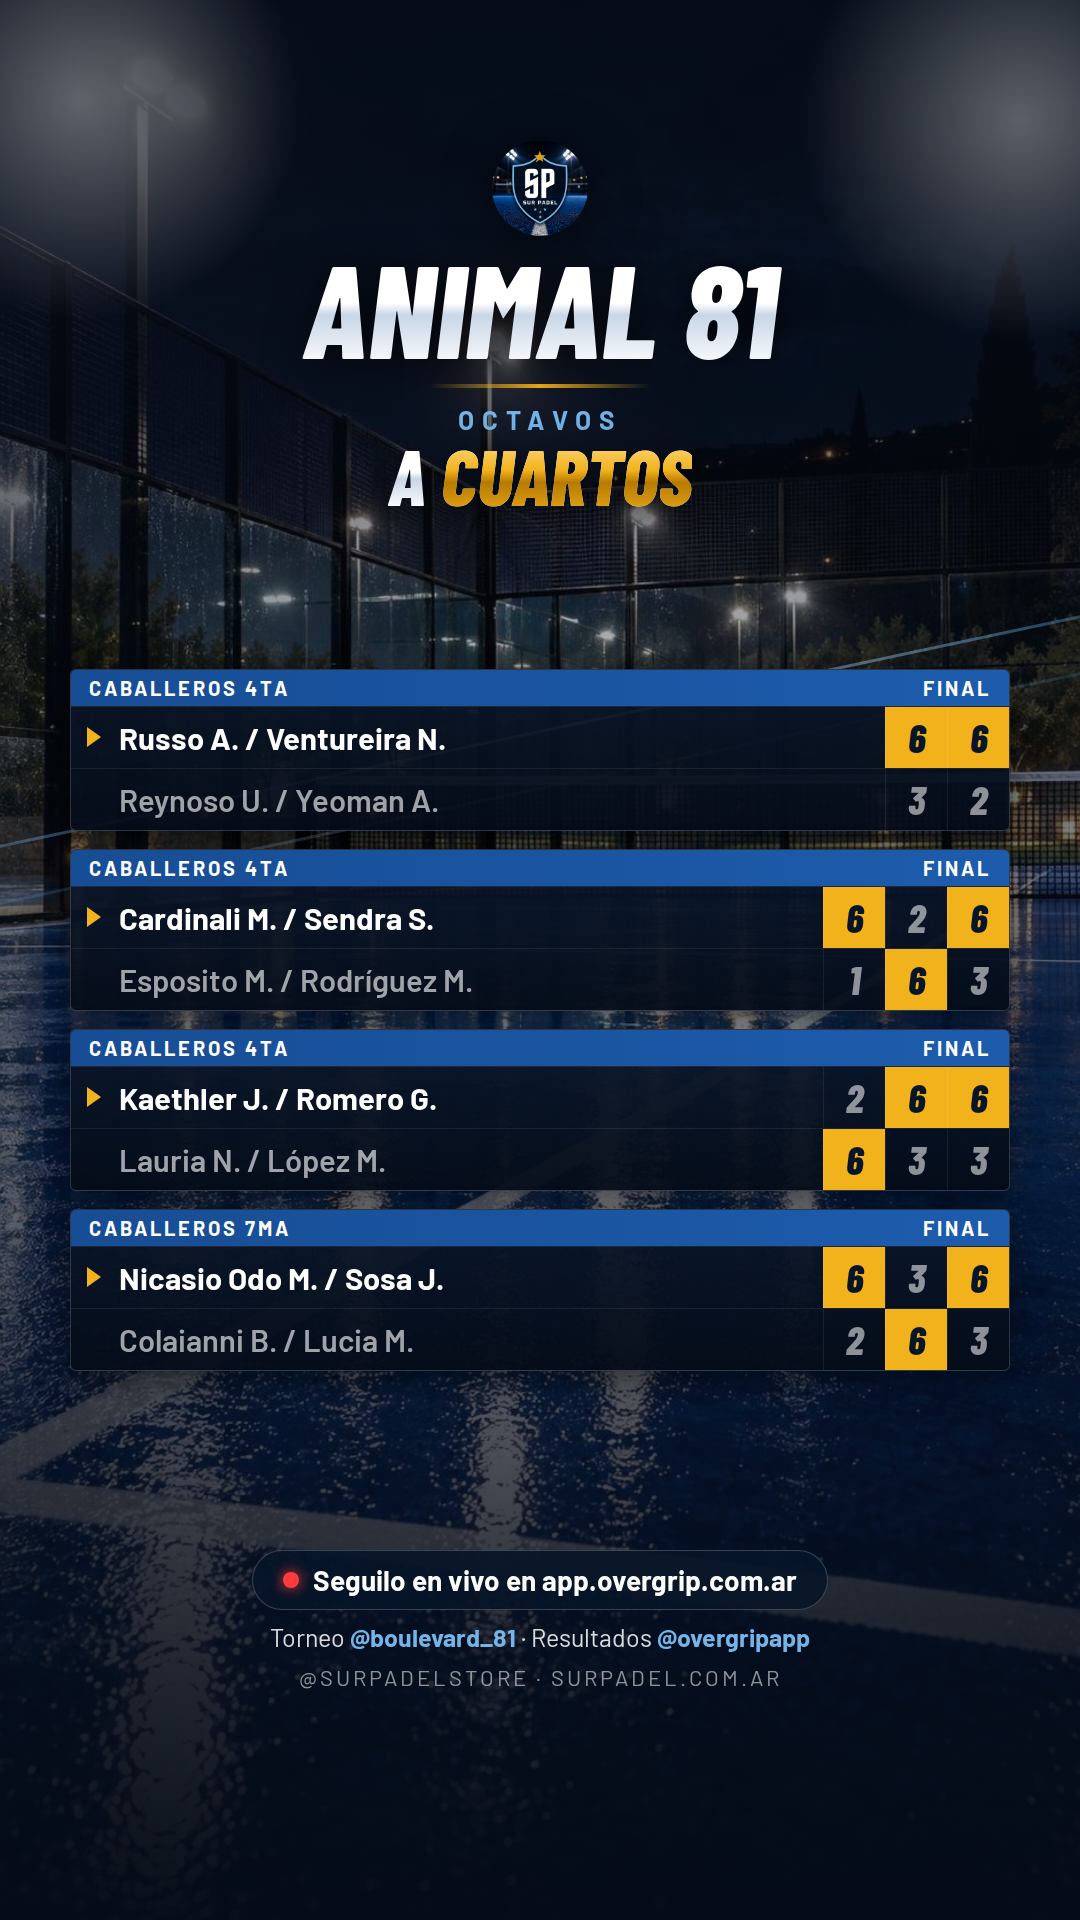 SP
SUR PADEL
ANIMAL 81
OCTAVOS
A CUARTOS
CABALLEROS 4TA FINAL
Russo A. / Ventureira N. 6 6
Reynoso U. / Yeoman A. 3 2
CABALLEROS 4TA FINAL
Cardinali M. / Sendra S. 6 2 6
Esposito M. / Rodríguez M. 1 6 3
CABALLEROS 4TA FINAL
Kaethler J. / Romero G. 2 6 6
Lauria N. / López M. 6 3 3
CABALLEROS 7MA FINAL
Nicasio Odo M. / Sosa J. 6 3 6
Colaianni B. / Lucia M. 2 6 3
Seguilo en vivo en app.overgrip.com.ar
Torneo @boulevard_81 · Resultados @overgripapp
@SURPADELSTORE · SURPADEL.COM.AR